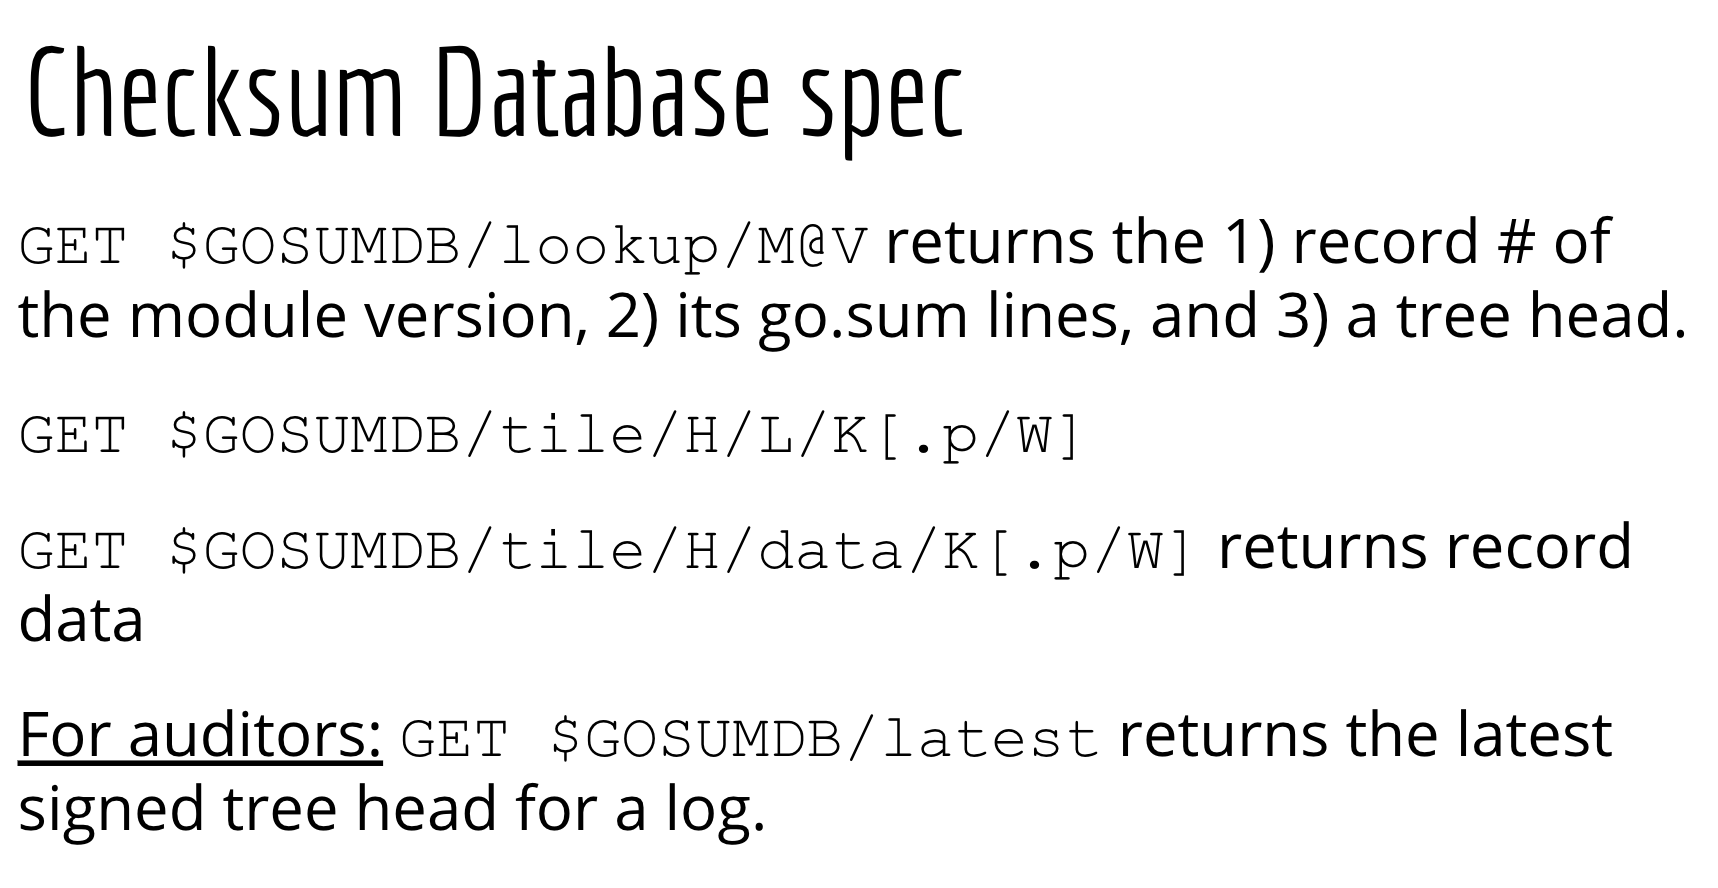 Checksum Database spec
GET $GOSUMDB/lookup/M@V returns the 1) record # of
the module version, 2) its go.sum lines, and 3) a tree head.
GET $GOSUMDB/tile/H/L/K[.p/W]
GET $GOSUMDB/tile/H/data/K[.p/W] returns record
data
For auditors: GET $GOSUMDB/latest returns the latest
signed tree head for a log.